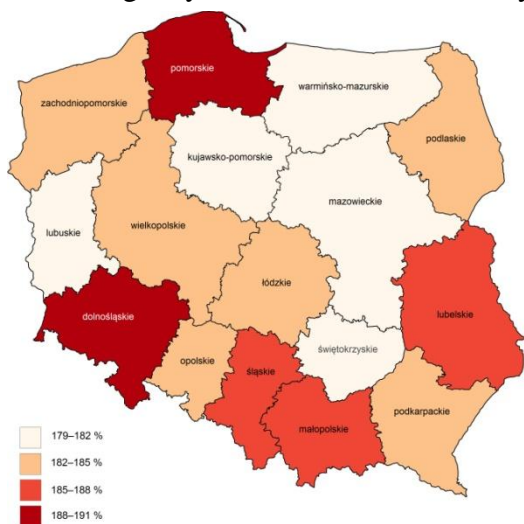 pomorskie
warmińsko-mazurskie
zachodniopomorskie
podlaskie
kujawsko-pomorskie
mazowieckie
lubuskie
wielkopolskie
łódzkie
lubelskie
dolnośląskie
świętokrzyskie
opolskie
śląskie
podkarpackie
małopolskie
179–182 %
182–185 %
185–188 %
188–191 %